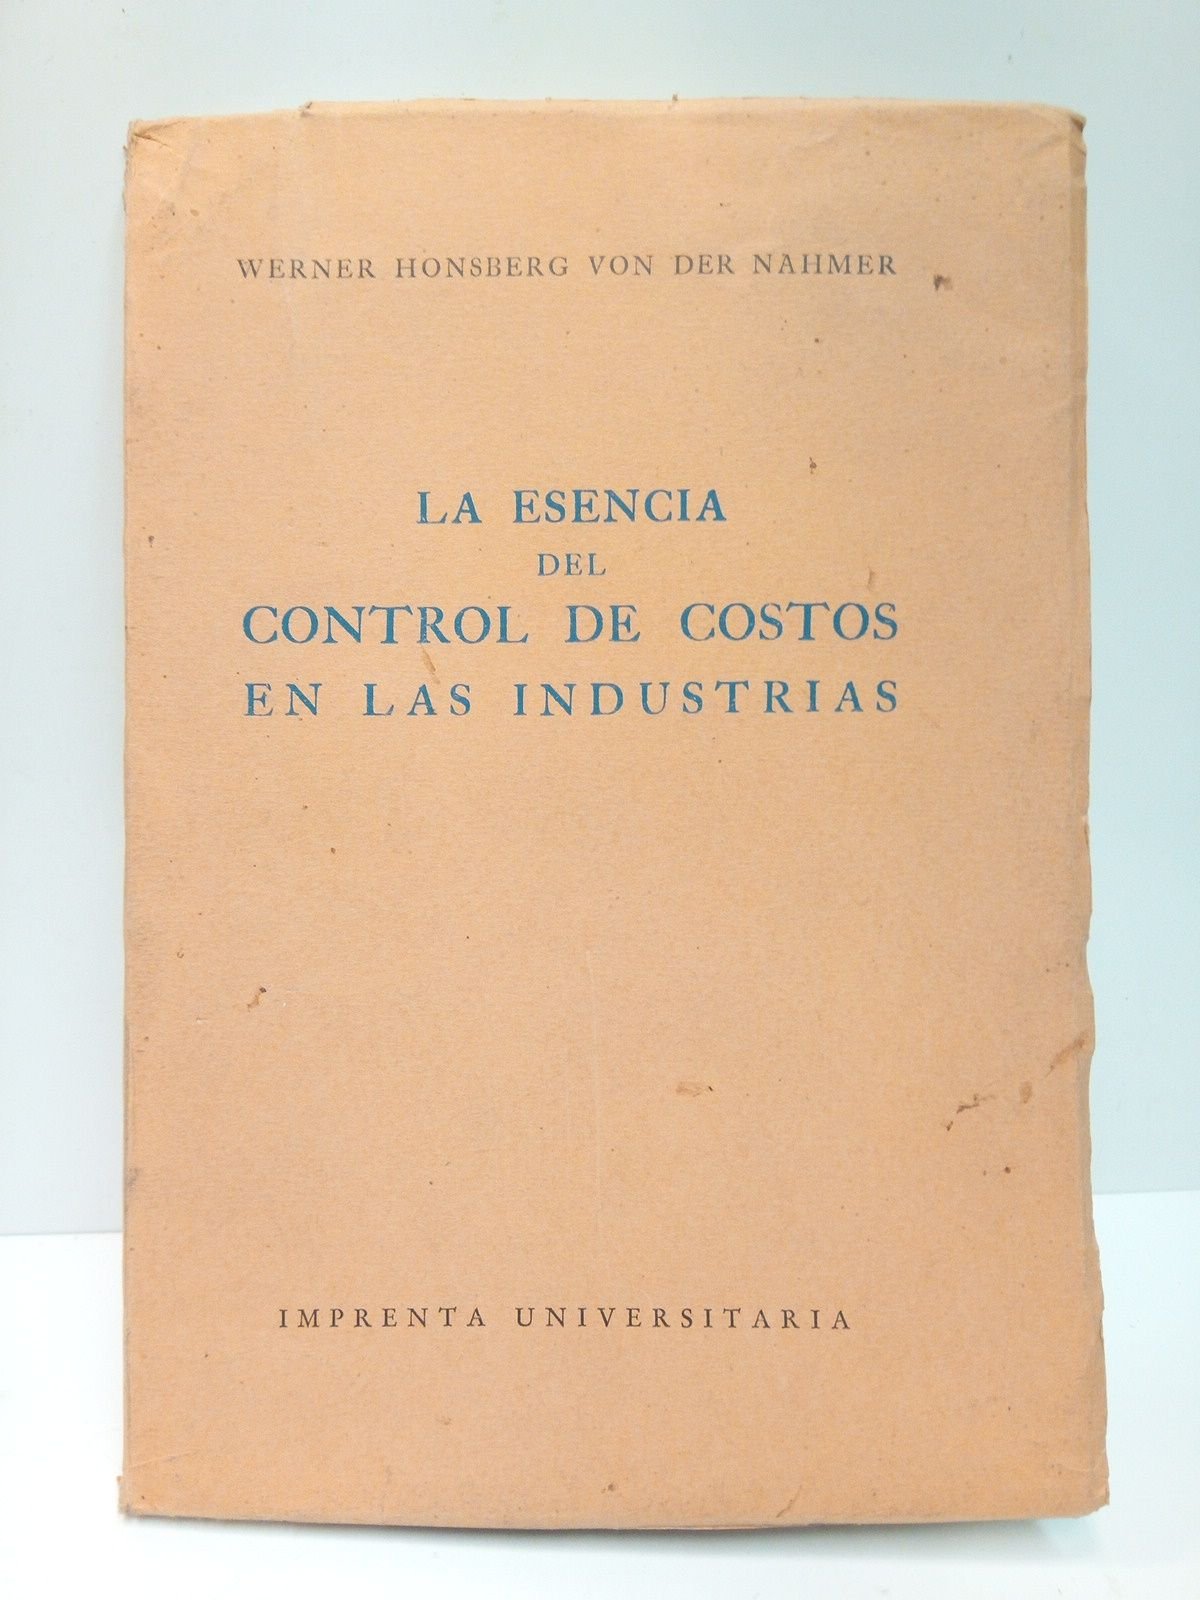 WERNER HONSBERG VON DER NAHMER
LA ESENCIA
DEL
CONTROL DE COSTOS
EN LAS INDUSTRIAS
IMPRENTA UNIVERSITARIA